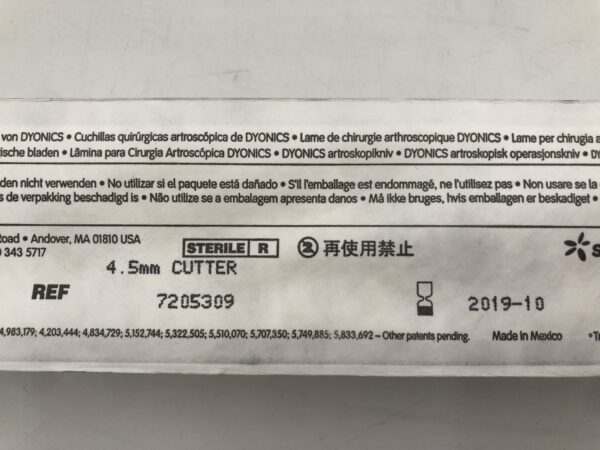 von DYONICS • Cuchillas quirúrgicas artroscópica de DYONICS • Lame de chirurgie arthroscopique DYONICS • Lame per chirurgia a
ische bladen • Lâmina para Cirurgia Artroscópica DYONICS • DYONICS artroskopikniv • DYONICS artroskopisk operasjonskniv • DY
den nicht verwenden • No utilizar si el paquete está dañado • S'il l'emballage est endommagé, ne l'utilisez pas • Non usare se la
s de verpakking beschadigd is • Não utilize se a embalagem apresenta danos • Må ikke bruges, hvis emballagen er beskadiget •
Road • Andover, MA 01810 USA
0 343 5717
STERILE R
2 再使用禁止
s
4.5mm CUTTER
REF
7205309
2019-10
4,983,179; 4,203,444; 4,834,729; 5,152,744; 5,322,505; 5,510,070; 5,707,350; 5,749,885; 5,833,692 – Other patents pending.
Made in Mexico
°Tr